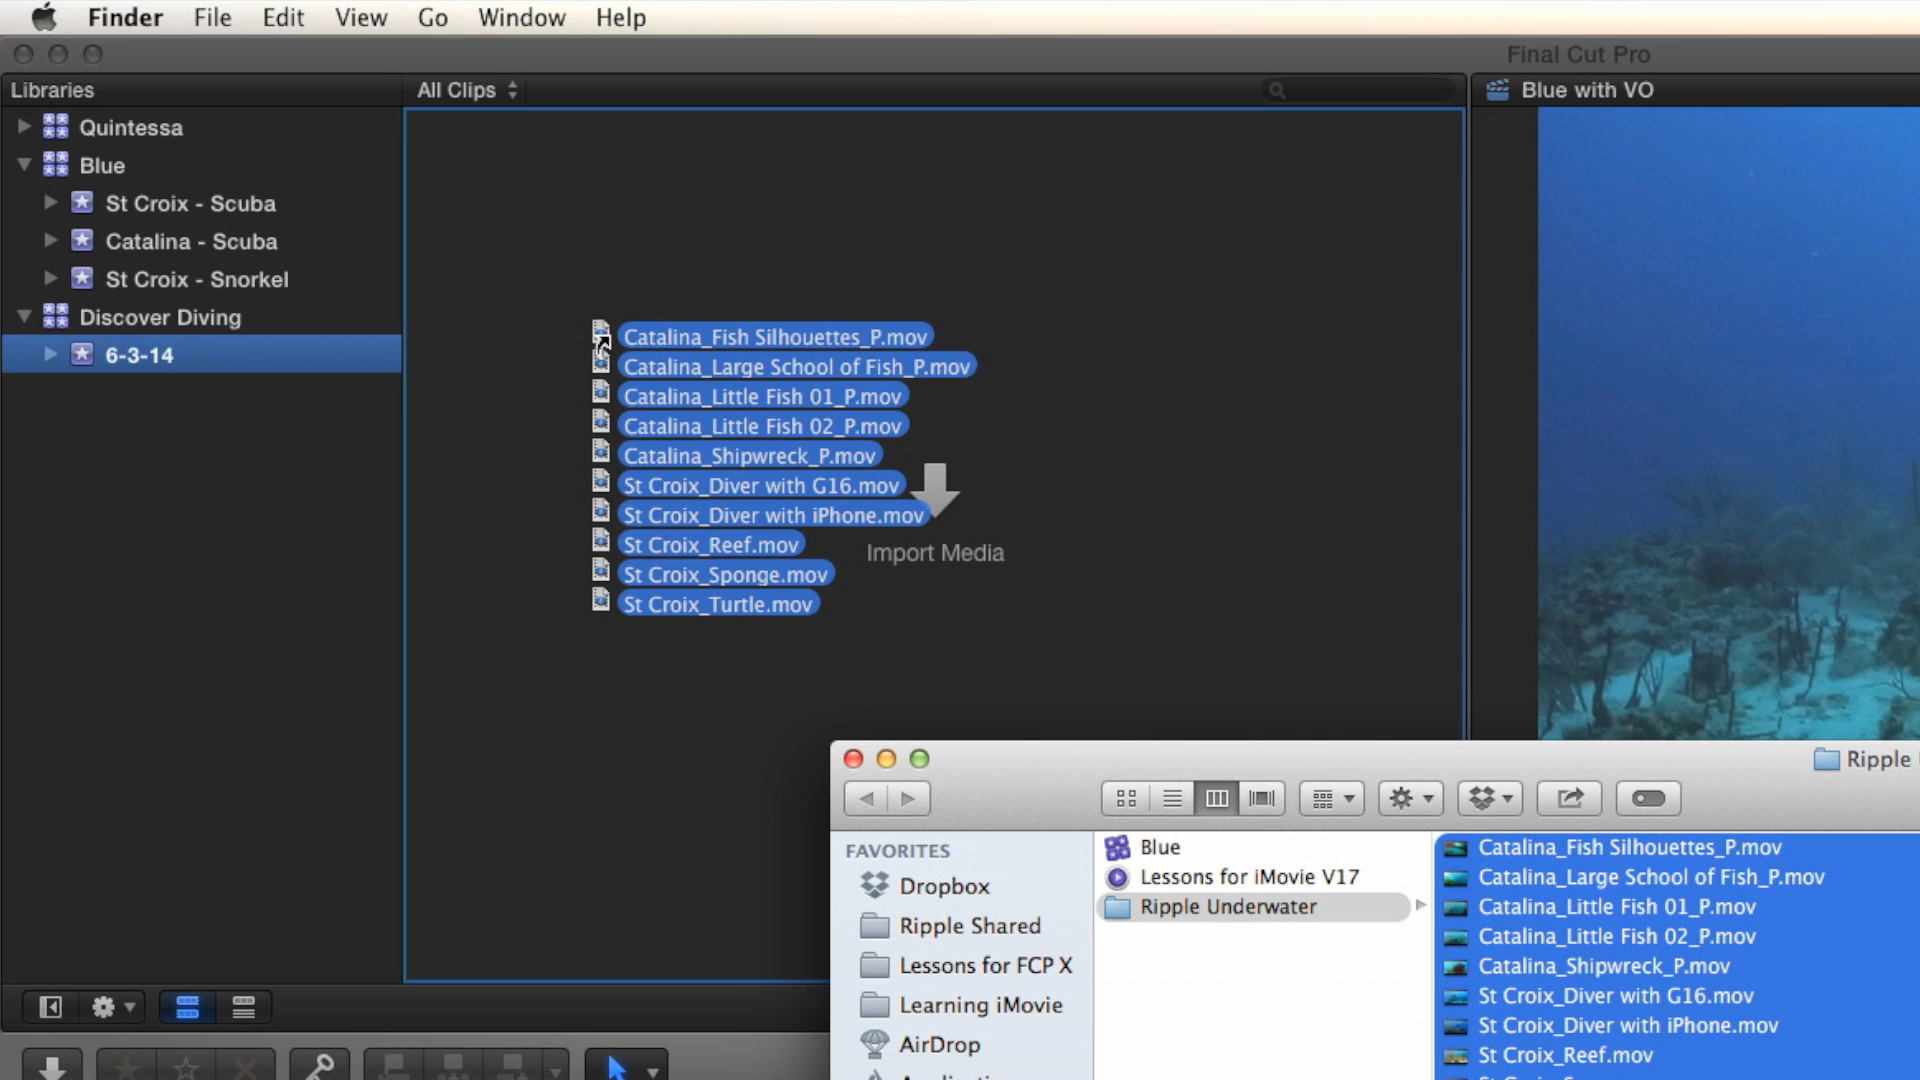 Finder File Edit View Go Window Help
Final Cut Pro
Libraries
All Clips
Blue with VO
Quintessa
Blue
St Croix - Scuba
Catalina - Scuba
St Croix - Snorkel
Discover Diving
6-3-14
Catalina_Fish Silhouettes_P.mov
Catalina_Large School of Fish_P.mov
Catalina_Little Fish 01_P.mov
Catalina_Little Fish 02_P.mov
Catalina_Shipwreck_P.mov
St Croix_Diver with G16.mov
St Croix_Diver with iPhone.mov
St Croix_Reef.mov
St Croix_Sponge.mov
St Croix_Turtle.mov
Import Media
Ripple
FAVORITES
Dropbox
Ripple Shared
Lessons for FCP X
Learning iMovie
AirDrop
Blue
Lessons for iMovie V17
Ripple Underwater
Catalina_Fish Silhouettes_P.mov
Catalina_Large School of Fish_P.mov
Catalina_Little Fish 01_P.mov
Catalina_Little Fish 02_P.mov
Catalina_Shipwreck_P.mov
St Croix_Diver with G16.mov
St Croix_Diver with iPhone.mov
St Croix_Reef.mov